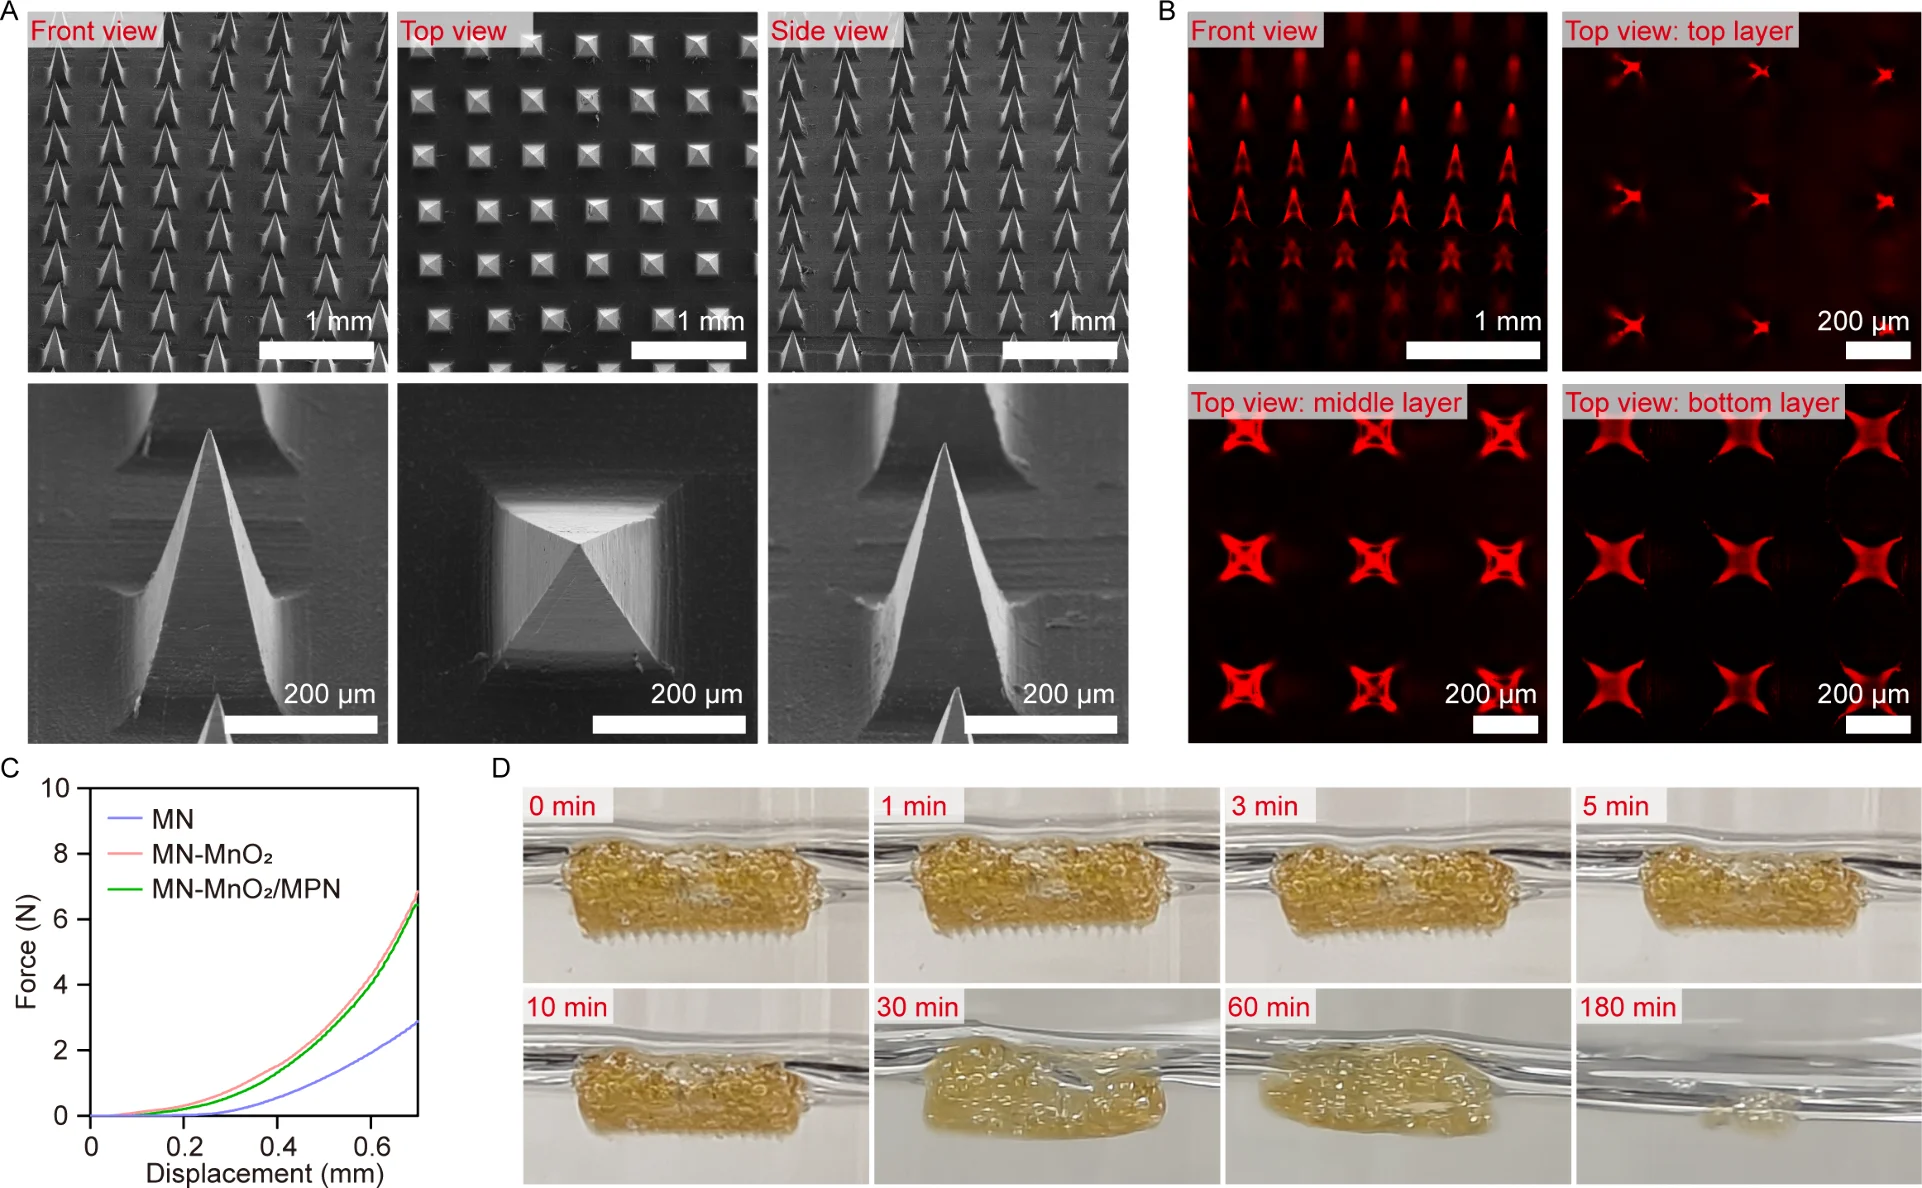 A
Front view
1 mm
Top view
1 mm
Side view
1 mm
200 μm
200 μm
200 μm
B
Front view
1 mm
Top view: top layer
200 μm
Top view: middle layer
200 μm
Top view: bottom layer
200 μm
C
10
8
6
4
2
0
Force (N)
MN
MN-MnO₂
MN-MnO₂/MPN
0
0.2
0.4
0.6
Displacement (mm)
D
0 min
1 min
3 min
5 min
10 min
30 min
60 min
180 min